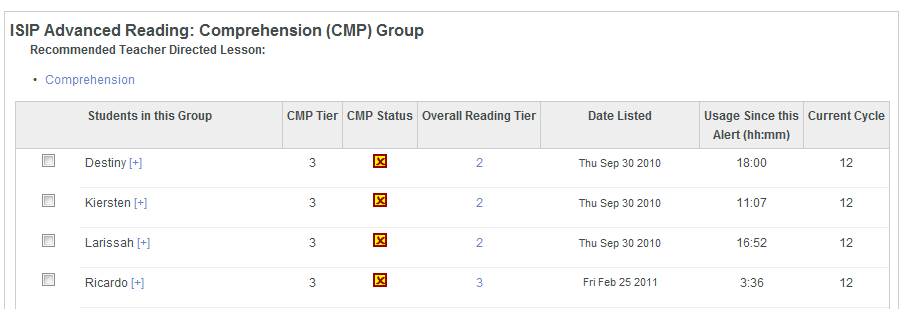 ISIP Advanced Reading: Comprehension (CMP) Group
Recommended Teacher Directed Lesson:
• Comprehension
Students in this Group CMP Tier CMP Status Overall Reading Tier Date Listed Usage Since this Alert (hh:mm) Current Cycle
Destiny [+] 3 x 2 Thu Sep 30 2010 18:00 12
Kiersten [+] 3 x 2 Thu Sep 30 2010 11:07 12
Larissah [+] 3 x 2 Thu Sep 30 2010 16:52 12
Ricardo [+] 3 x 3 Fri Feb 25 2011 3:36 12